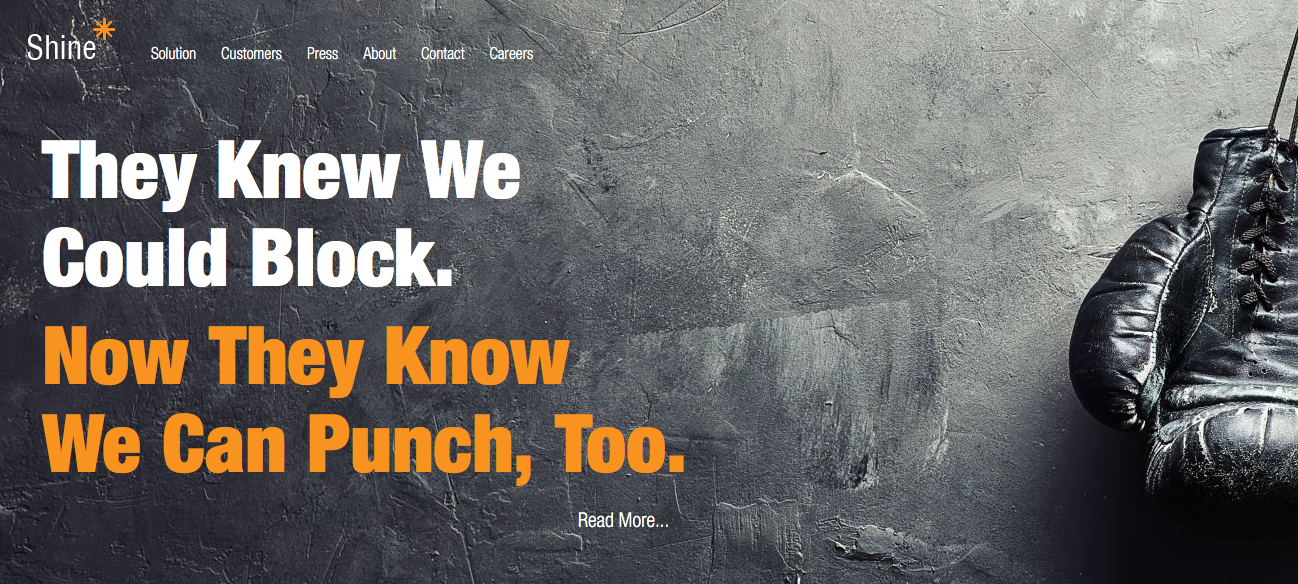 Shine
Solution Customers Press About Contact Careers
They Knew We
Could Block.
Now They Know
We Can Punch, Too.
Read More...